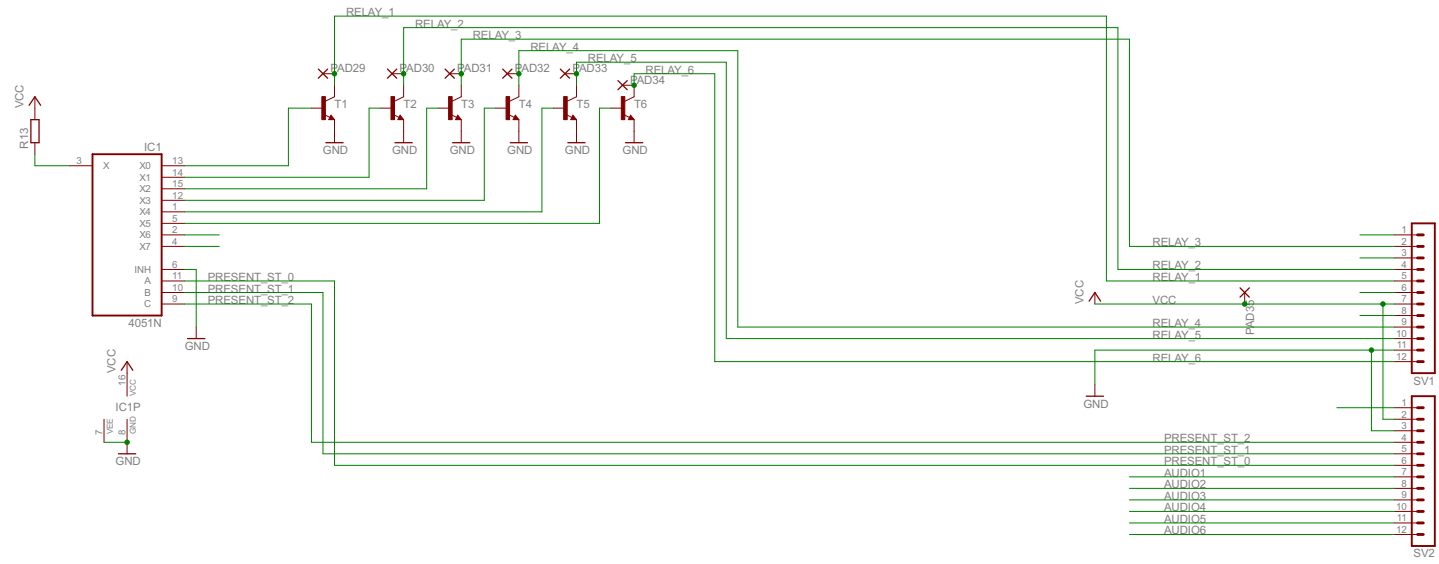 RELAY_1
RELAY_2
RELAY_3
RELAY_4
RELAY_5
RELAY_6
PAD29
PAD30
PAD31
PAD32
PAD33
PAD34
VCC
R13
T1
T2
T3
T4
T5
T6
GND
GND
GND
GND
GND
GND
IC1
3 X X0 13
X1 14
X2 15
X3 12
X4 1
X5 5
X6 2
X7 4
INH 6
A 11 PRESENT_ST_0
B 10 PRESENT_ST_1
C 9 PRESENT_ST_2
4051N
GND
VCC
16
VCC
IC1P
7
VEE
8
GND
GND
1
RELAY_3 2
3
RELAY_2 4
RELAY_1 5
6
VCC
VCC 7
PAD35
8
RELAY_4 9
RELAY_5 10
11
RELAY_6 12
SV1
GND
1
2
3
PRESENT_ST_2 4
PRESENT_ST_1 5
PRESENT_ST_0 6
AUDIO1 7
AUDIO2 8
AUDIO3 9
AUDIO4 10
AUDIO5 11
AUDIO6 12
SV2